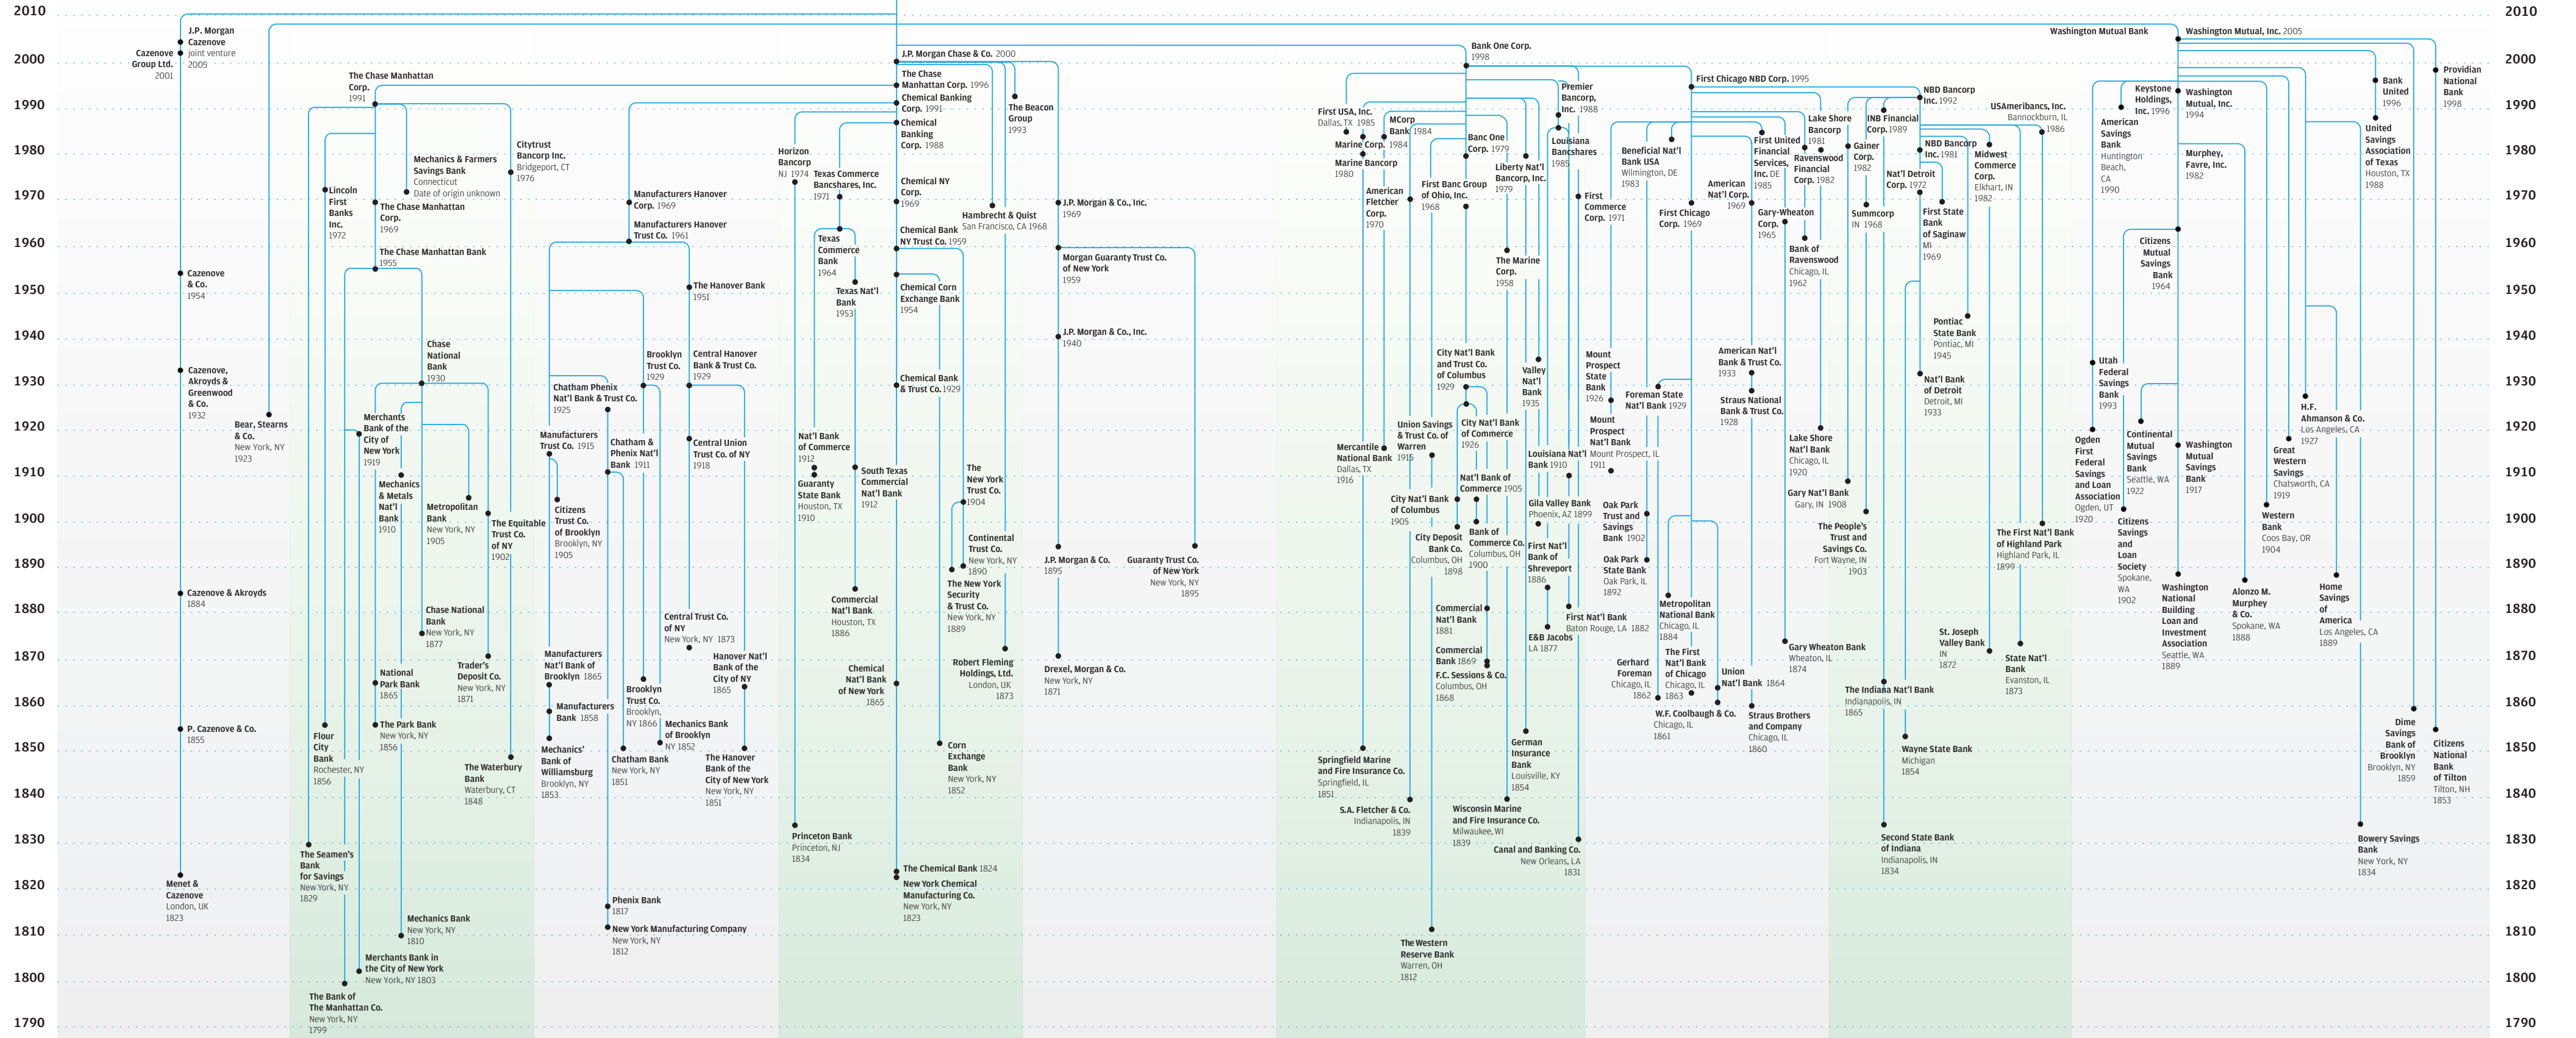 2010
2000
1990
1980
1970
1960
1950
1940
1930
1920
1910
1900
1890
1880
1870
1860
1850
1840
1830
1820
1810
1800
1790
J.P. Morgan
Cazenove
joint venture
2005
Cazenove
Group Ltd.
2001
Cazenove
& Co.
1954
Cazenove,
Akroyds &
Greenwood
& Co.
1932
Cazenove & Akroyds
1884
P. Cazenove & Co.
1855
Menet &
Cazenove
London, UK
1823
Bear, Stearns
& Co.
New York, NY
1923
The Chase Manhattan
Corp.
1991
Lincoln
First
Banks
Inc.
1972
Mechanics & Farmers
Savings Bank
Connecticut
Date of origin unknown
Citytrust
Bancorp Inc.
Bridgeport, CT
1976
The Chase Manhattan
Corp.
1969
The Chase Manhattan Bank
1955
Chase
National
Bank
1930
Merchants
Bank of the
City of
New York
1919
Mechanics
& Metals
Nat'l
Bank
1910
Metropolitan
Bank
New York, NY
1905
The Equitable
Trust Co.
of NY
1902
Chase National
Bank
New York, NY
1877
Trader's
Deposit Co.
New York, NY
1871
National
Park Bank
1865
The Park Bank
New York, NY
1856
Flour
City
Bank
Rochester, NY
1856
The Waterbury
Bank
Waterbury, CT
1848
The Seamen's
Bank
for Savings
New York, NY
1829
Mechanics Bank
New York, NY
1810
Merchants Bank in
the City of New York
New York, NY 1803
The Bank of
The Manhattan Co.
New York, NY
1799
Manufacturers Hanover
Corp. 1969
Manufacturers Hanover
Trust Co. 1961
The Hanover Bank
1951
Brooklyn
Trust Co.
1929
Central Hanover
Bank & Trust Co.
1929
Chatham Phenix
Nat'l Bank & Trust Co.
1925
Manufacturers
Trust Co. 1915
Chatham &
Phenix Nat'l
Bank 1911
Central Union
Trust Co. of NY
1918
Citizens
Trust Co.
of Brooklyn
Brooklyn, NY
1905
Central Trust Co.
of NY
New York, NY 1873
Manufacturers
Nat'l Bank of
Brooklyn 1865
Hanover Nat'l
Bank of the
City of NY
1865
Brooklyn
Trust Co.
Brooklyn,
NY 1866
Manufacturers
Bank 1858
Mechanics Bank
of Brooklyn
NY 1852
Mechanics'
Bank of
Williamsburg
Brooklyn, NY
1853
Chatham Bank
New York, NY
1851
The Hanover
Bank of the
City of New York
New York, NY
1851
Phenix Bank
1817
New York Manufacturing Company
New York, NY
1812
J.P. Morgan Chase & Co. 2000
The Chase
Manhattan Corp. 1996
Chemical Banking
Corp. 1991
Chemical
Banking
Corp. 1988
The Beacon
Group
1993
Horizon
Bancorp
NJ 1974
Texas Commerce
Bancshares, Inc.
1971
Chemical NY
Corp.
1969
Hambrecht & Quist
San Francisco, CA 1968
Texas
Commerce
Bank
1964
Chemical Bank
NY Trust Co. 1959
Texas Nat'l
Bank
1953
Chemical Corn
Exchange Bank
1954
Chemical Bank
& Trust Co. 1929
Nat'l Bank
of Commerce
1912
Guaranty
State Bank
Houston, TX
1910
South Texas
Commercial
Nat'l Bank
1912
The
New York
Trust Co.
1904
Continental
Trust Co.
New York, NY
1890
The New York
Security
& Trust Co.
New York, NY
1889
Commercial
Nat'l Bank
Houston, TX
1886
Chemical
Nat'l Bank
of New York
1865
Robert Fleming
Holdings, Ltd.
London, UK
1873
Corn
Exchange
Bank
New York, NY
1852
Princeton Bank
Princeton, NJ
1834
The Chemical Bank 1824
New York Chemical
Manufacturing Co.
New York, NY
1823
J.P. Morgan & Co., Inc.
1969
Morgan Guaranty Trust Co.
of New York
1959
J.P. Morgan & Co., Inc.
1940
J.P. Morgan & Co.
1895
Guaranty Trust Co.
of New York
New York, NY
1895
Drexel, Morgan & Co.
New York, NY
1871
Bank One Corp.
1998
First USA, Inc.
Dallas, TX 1985
MCorp
Bank 1984
Marine Corp. 1984
Marine Bancorp
1980
Premier
Bancorp,
Inc. 1988
Banc One
Corp. 1979
Louisiana
Bancshares
1985
Liberty Nat'l
Bancorp, Inc.
1979
American
Fletcher
Corp.
1970
First Banc Group
of Ohio, Inc.
1968
First
Commerce
Corp. 1971
The Marine
Corp.
1958
City Nat'l Bank
and Trust Co.
of Columbus
1929
Valley
Nat'l
Bank
1935
City Nat'l Bank
of Commerce
1926
Union Savings
& Trust Co. of
Warren
1915
Mercantile
National Bank
Dallas, TX
1916
Louisiana Nat'l
Bank 1910
Nat'l Bank of
Commerce 1905
City Nat'l Bank
of Columbus
1905
Gila Valley Bank
Phoenix, AZ 1899
City Deposit
Bank Co.
Columbus, OH
1898
Bank of
Commerce Co.
Columbus, OH
1900
First Nat'l
Bank of
Shreveport
1886
Commercial
Nat'l Bank
1881
First Nat'l Bank
Baton Rouge, LA 1882
E&B Jacobs
LA 1877
Commercial
Bank 1869
F.C. Sessions & Co.
Columbus, OH
1868
German
Insurance
Bank
Louisville, KY
1854
Springfield Marine
and Fire Insurance Co.
Springfield, IL
1851
S.A. Fletcher & Co.
Indianapolis, IN
1839
Wisconsin Marine
and Fire Insurance Co.
Milwaukee, WI
1839
Canal and Banking Co.
New Orleans, LA
1831
The Western
Reserve Bank
Warren, OH
1812
First Chicago NBD Corp. 1995
Beneficial Nat'l
Bank USA
Wilmington, DE
1983
First United
Financial
Services,
Inc. DE
1985
Lake Shore
Bancorp
1981
Ravenswood
Financial
Corp. 1982
American
Nat'l Corp.
1969
First Chicago
Corp. 1969
Gary-Wheaton
Corp.
1965
Bank of
Ravenswood
Chicago, IL
1962
Mount
Prospect
State
Bank
1926
Mount
Prospect
Nat'l Bank
Mount Prospect, IL
1911
Foreman State
Nat'l Bank 1929
American Nat'l
Bank & Trust Co.
1933
Straus National
Bank & Trust Co.
1928
Lake Shore
Nat'l Bank
Chicago, IL
1920
Oak Park
Trust and
Savings
Bank 1902
Oak Park
State Bank
Oak Park, IL
1892
Metropolitan
National Bank
Chicago, IL
1884
Gerhard
Foreman
Chicago, IL
1862
The First
Nat'l Bank
of Chicago
Chicago, IL
1863
Union
Nat'l Bank 1864
W.F. Coolbaugh & Co.
Chicago, IL
1861
Straus Brothers
and Company
Chicago, IL
1860
Gary Wheaton Bank
Wheaton, IL
1874
NBD Bancorp
Inc. 1992
INB Financial
Corp. 1989
USAmeribancs, Inc.
Bannockburn, IL
1986
Gainer
Corp.
1982
NBD Bancorp
Inc. 1981
Midwest
Commerce
Corp.
Elkhart, IN
1982
Nat'l Detroit
Corp. 1972
Summcorp
IN 1968
First State
Bank
of Saginaw
MI
1969
Pontiac
State Bank
Pontiac, MI
1945
Nat'l Bank
of Detroit
Detroit, MI
1933
Gary Nat'l Bank
Gary, IN 1908
The People's
Trust and
Savings Co.
Fort Wayne, IN
1903
The First Nat'l Bank
of Highland Park
Highland Park, IL
1899
St. Joseph
Valley Bank
IN
1872
State Nat'l
Bank
Evanston, IL
1873
The Indiana Nat'l Bank
Indianapolis, IN
1865
Wayne State Bank
Michigan
1854
Second State Bank
of Indiana
Indianapolis, IN
1834
Washington Mutual Bank
Washington Mutual, Inc. 2005
Providian
National
Bank
1998
Bank
United
1996
Keystone
Holdings,
Inc. 1996
Washington
Mutual, Inc.
1994
American
Savings
Bank
Huntington
Beach,
CA
1990
United
Savings
Association
of Texas
Houston, TX
1988
Murphey,
Favre, Inc.
1982
Citizens
Mutual
Savings
Bank
1964
Utah
Federal
Savings
Bank
1993
H.F.
Ahmanson & Co.
Los Angeles, CA
1927
Ogden
First
Federal
Savings
and Loan
Association
Ogden, UT
1920
Continental
Mutual
Savings
Bank
Seattle, WA
1922
Washington
Mutual
Savings
Bank
1917
Great
Western
Savings
Chatsworth, CA
1919
Western
Bank
Coos Bay, OR
1904
Citizens
Savings
and
Loan
Society
Spokane,
WA
1902
Washington
National
Building
Loan and
Investment
Association
Seattle, WA
1889
Alonzo M.
Murphey
& Co.
Spokane, WA
1888
Home
Savings
of
America
Los Angeles, CA
1889
Dime
Savings
Bank of
Brooklyn
Brooklyn, NY
1859
Citizens
National
Bank
of Tilton
Tilton, NH
1853
Bowery Savings
Bank
New York, NY
1834
2010
2000
1990
1980
1970
1960
1950
1940
1930
1920
1910
1900
1890
1880
1870
1860
1850
1840
1830
1820
1810
1800
1790